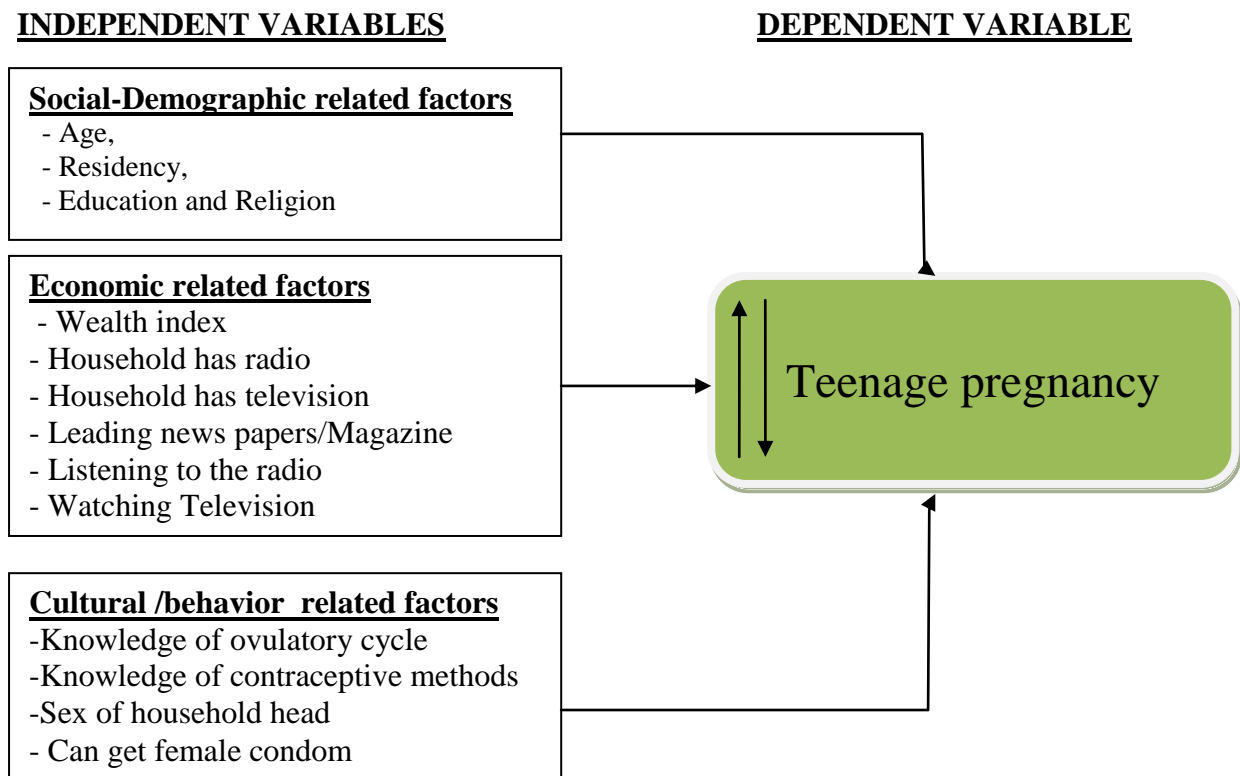 INDEPENDENT VARIABLES
DEPENDENT VARIABLE
Social-Demographic related factors
- Age,
- Residency,
- Education and Religion
Economic related factors
- Wealth index
- Household has radio
- Household has television
- Leading news papers/Magazine
- Listening to the radio
- Watching Television
Teenage pregnancy
Cultural /behavior related factors
-Knowledge of ovulatory cycle
-Knowledge of contraceptive methods
-Sex of household head
- Can get female condom